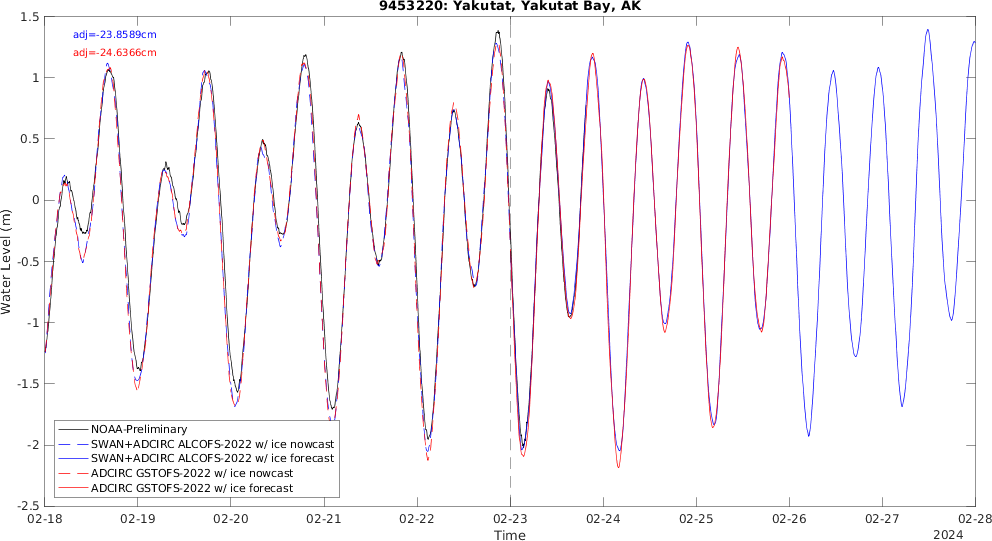 9453220: Yakutat, Yakutat Bay, AK
adj=-23.8589cm
adj=-24.6366cm
Water Level (m)
1.5
1
0.5
0
-0.5
-1
-1.5
-2
-2.5
NOAA-Preliminary
SWAN+ADCIRC ALCOFS-2022 w/ ice nowcast
SWAN+ADCIRC ALCOFS-2022 w/ ice forecast
ADCIRC GSTOFS-2022 w/ ice nowcast
ADCIRC GSTOFS-2022 w/ ice forecast
02-18 02-19 02-20 02-21 02-22 02-23 02-24 02-25 02-26 02-27 02-28
Time
2024